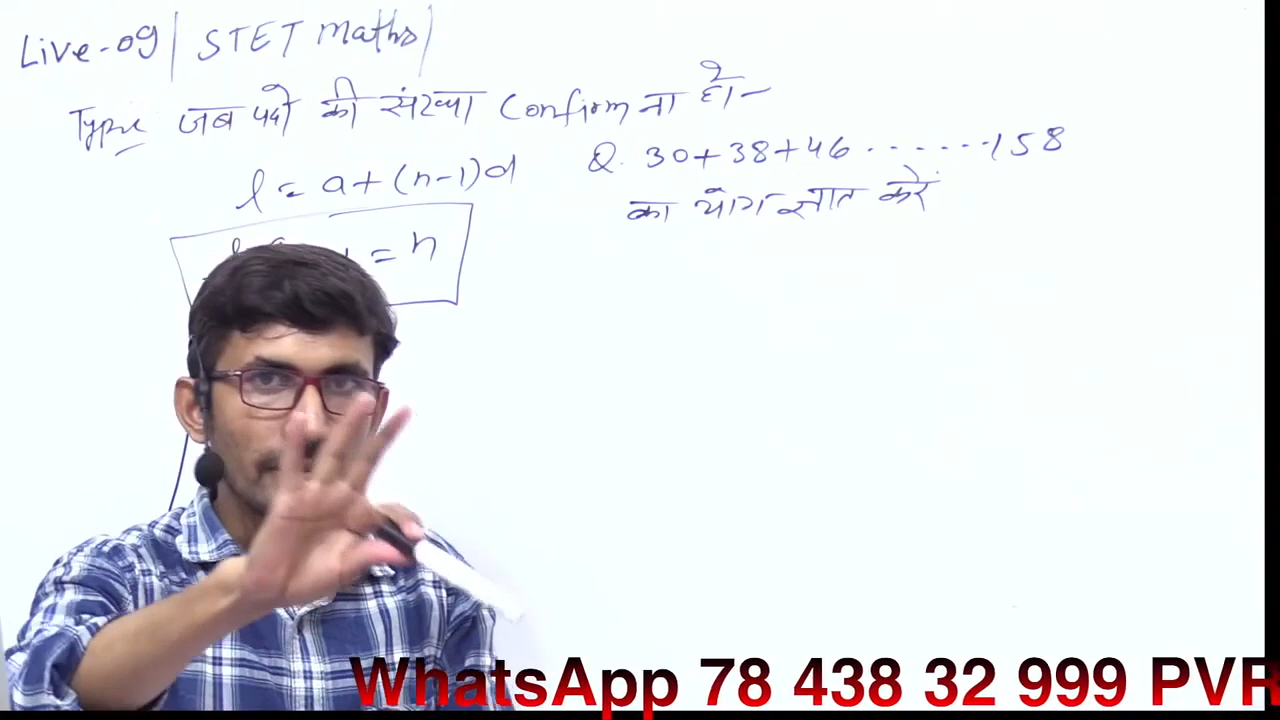 Live-09 | STET Maths |
Type जब पदो की संख्या Confirm ना हो-
l = a + (n-1)d
= n
Q. 30+38+46.......158
का योग ज्ञात करें
WhatsApp 78 438 32 999 PVR